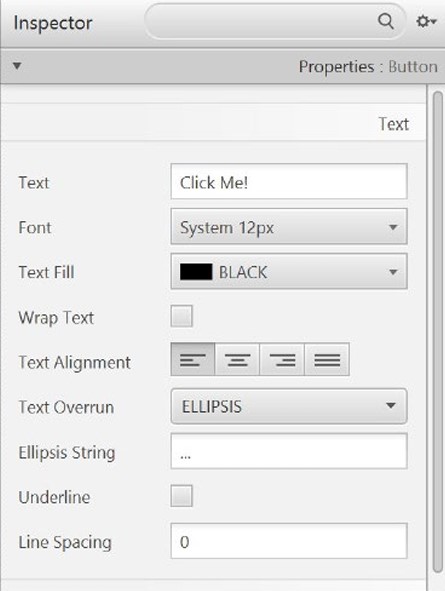 Inspector
Properties : Button
Text
Text Click Me!
Font System 12px
Text Fill BLACK
Wrap Text
Text Alignment
Text Overrun ELLIPSIS
Ellipsis String ...
Underline
Line Spacing 0